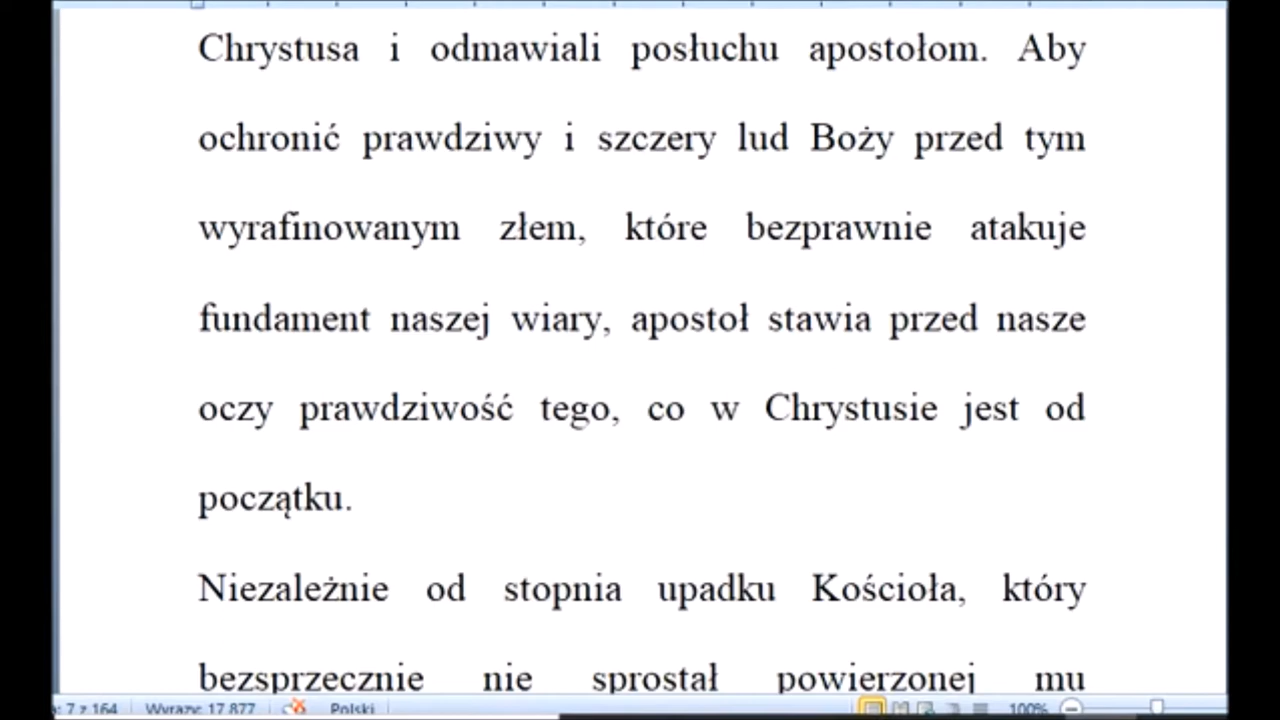 Chrystusa i odmawiali posłuchu apostołom. Aby
ochronić prawdziwy i szczery lud Boży przed tym
wyrafinowanym złem, które bezprawnie atakuje
fundament naszej wiary, apostoł stawia przed nasze
oczy prawdziwość tego, co w Chrystusie jest od
początku.
Niezależnie od stopnia upadku Kościoła, który
bezsprzecznie nie sprostał powierzonej mu
: 7 z 164 Wyrazy: 17 877 Polski 100%